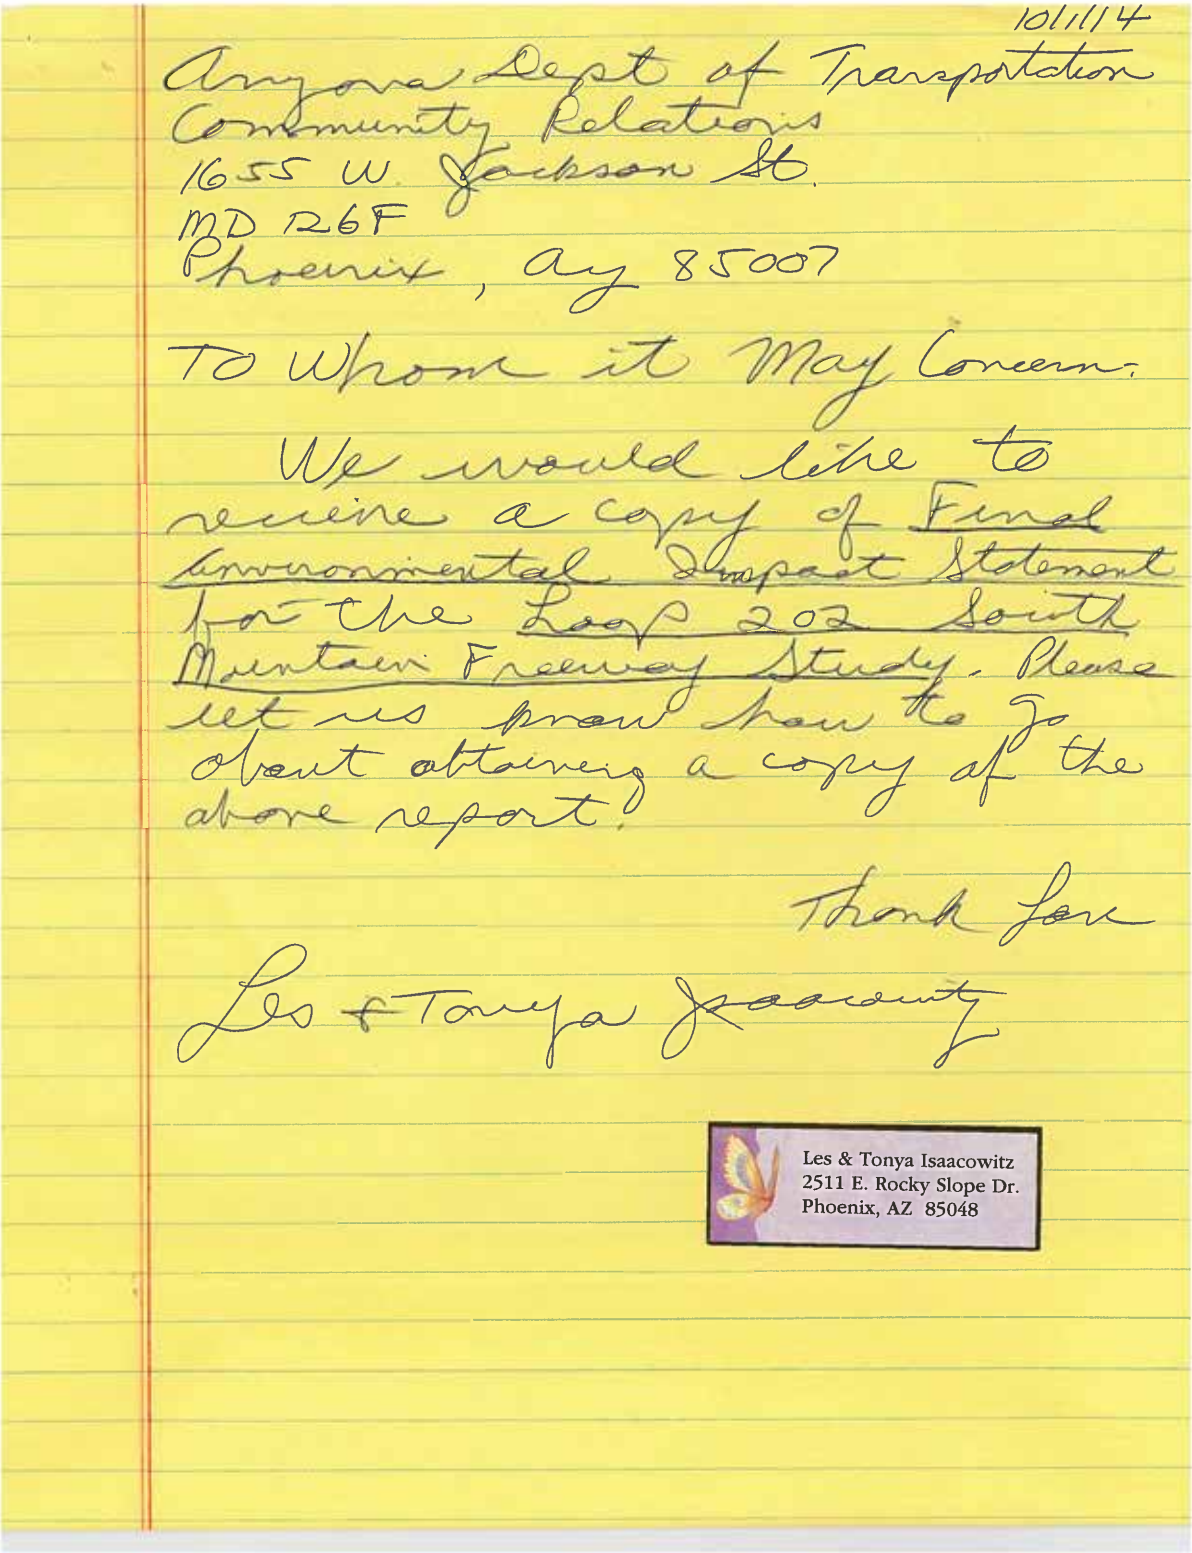 10/1/14
Arizona Dept of Transportation
Community Relations
1655 W. Jackson St.
MD 126F
Phoenix, Az 85007
To Whom it May Concern:
We would like to
receive a copy of Final
Environmental Impact Statement
for the Loop 202 South
Mountain Freeway Study. Please
let us know how to go
about obtaining a copy of the
above report.
Thank You
Les & Tonya Isaacowitz
Les & Tonya Isaacowitz
2511 E. Rocky Slope Dr.
Phoenix, AZ 85048